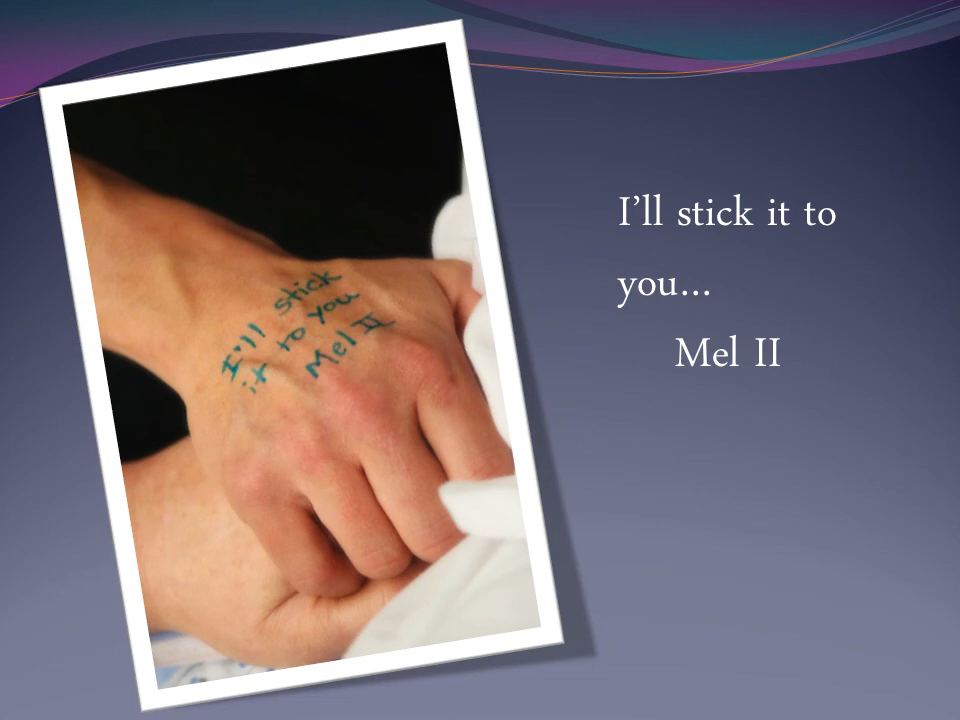 I'll stick
it to you
Mel II
I’ll stick it to
you...
Mel II